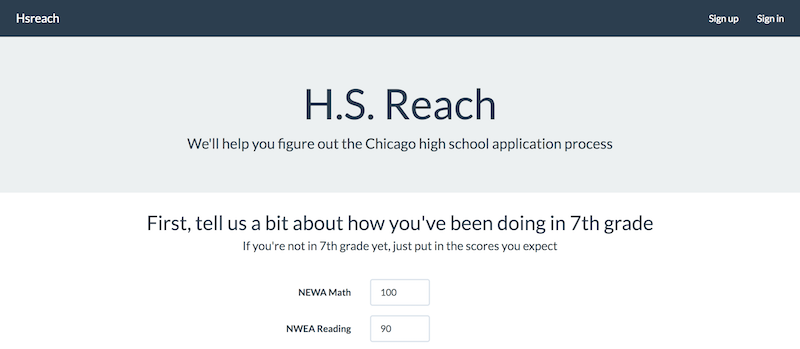 Hsreach
Sign up Sign in
H.S. Reach
We'll help you figure out the Chicago high school application process
First, tell us a bit about how you've been doing in 7th grade
If you're not in 7th grade yet, just put in the scores you expect
NEWA Math 100
NWEA Reading 90